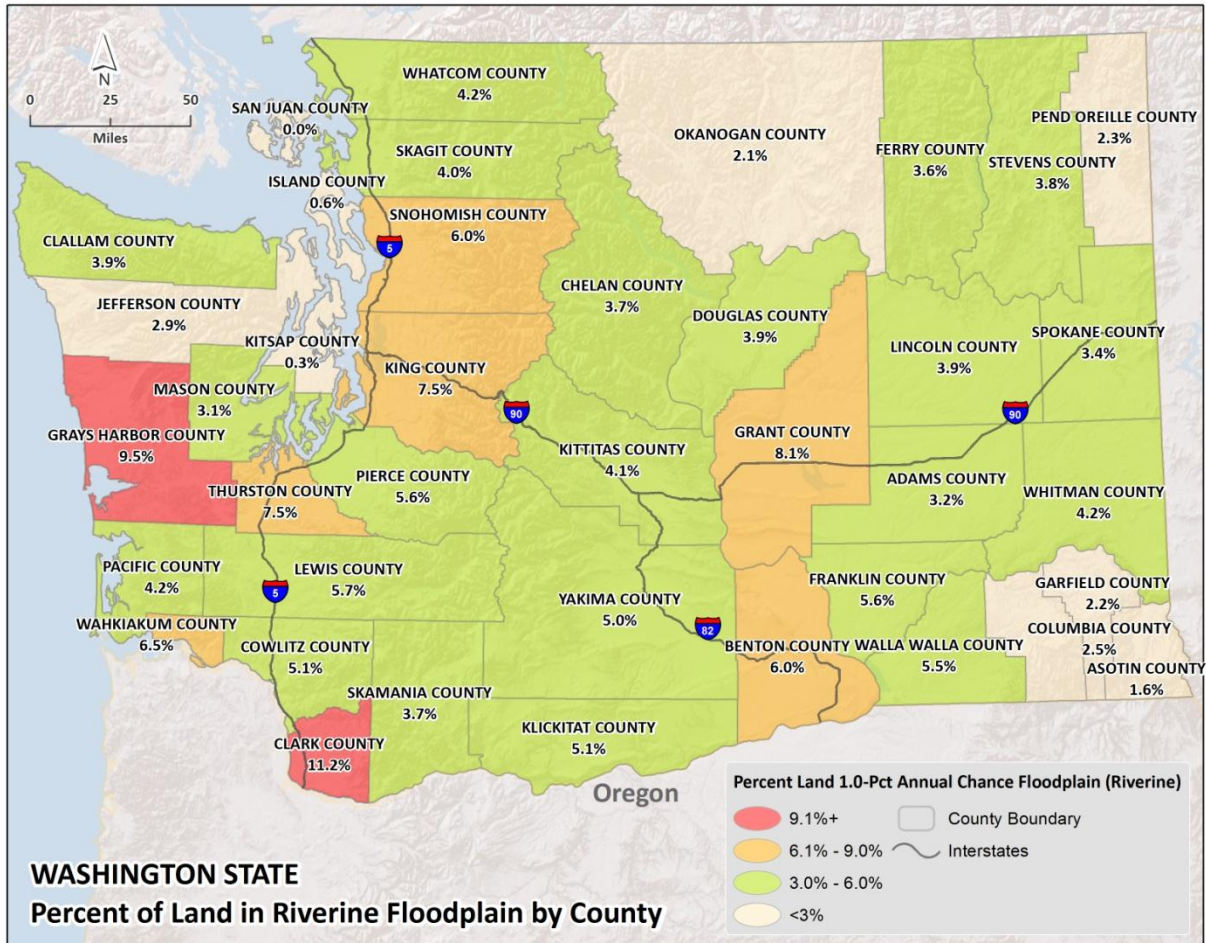 N
0 25 50
Miles
WHATCOM COUNTY
4.2%
SAN JUAN COUNTY
0.0%
SKAGIT COUNTY
4.0%
ISLAND COUNTY
0.6%
SNOHOMISH COUNTY
6.0%
5
OKANOGAN COUNTY
2.1%
FERRY COUNTY
3.6%
STEVENS COUNTY
3.8%
PEND OREILLE COUNTY
2.3%
CLALLAM COUNTY
3.9%
JEFFERSON COUNTY
2.9%
KITSAP COUNTY
0.3%
KING COUNTY
7.5%
CHELAN COUNTY
3.7%
DOUGLAS COUNTY
3.9%
LINCOLN COUNTY
3.9%
SPOKANE COUNTY
3.4%
MASON COUNTY
3.1%
GRAYS HARBOR COUNTY
9.5%
90
90
KITTITAS COUNTY
4.1%
GRANT COUNTY
8.1%
THURSTON COUNTY
7.5%
PIERCE COUNTY
5.6%
ADAMS COUNTY
3.2%
WHITMAN COUNTY
4.2%
PACIFIC COUNTY
4.2%
LEWIS COUNTY
5.7%
5
YAKIMA COUNTY
5.0%
82
FRANKLIN COUNTY
5.6%
GARFIELD COUNTY
2.2%
WAHKIAKUM COUNTY
6.5%
COWLITZ COUNTY
5.1%
BENTON COUNTY
6.0%
WALLA WALLA COUNTY
5.5%
COLUMBIA COUNTY
2.5%
ASOTIN COUNTY
1.6%
SKAMANIA COUNTY
3.7%
KLICKITAT COUNTY
5.1%
CLARK COUNTY
11.2%
Oregon
Percent Land 1.0-Pct Annual Chance Floodplain (Riverine)
9.1%+
County Boundary
6.1% - 9.0%
Interstates
3.0% - 6.0%
<3%
WASHINGTON STATE
Percent of Land in Riverine Floodplain by County